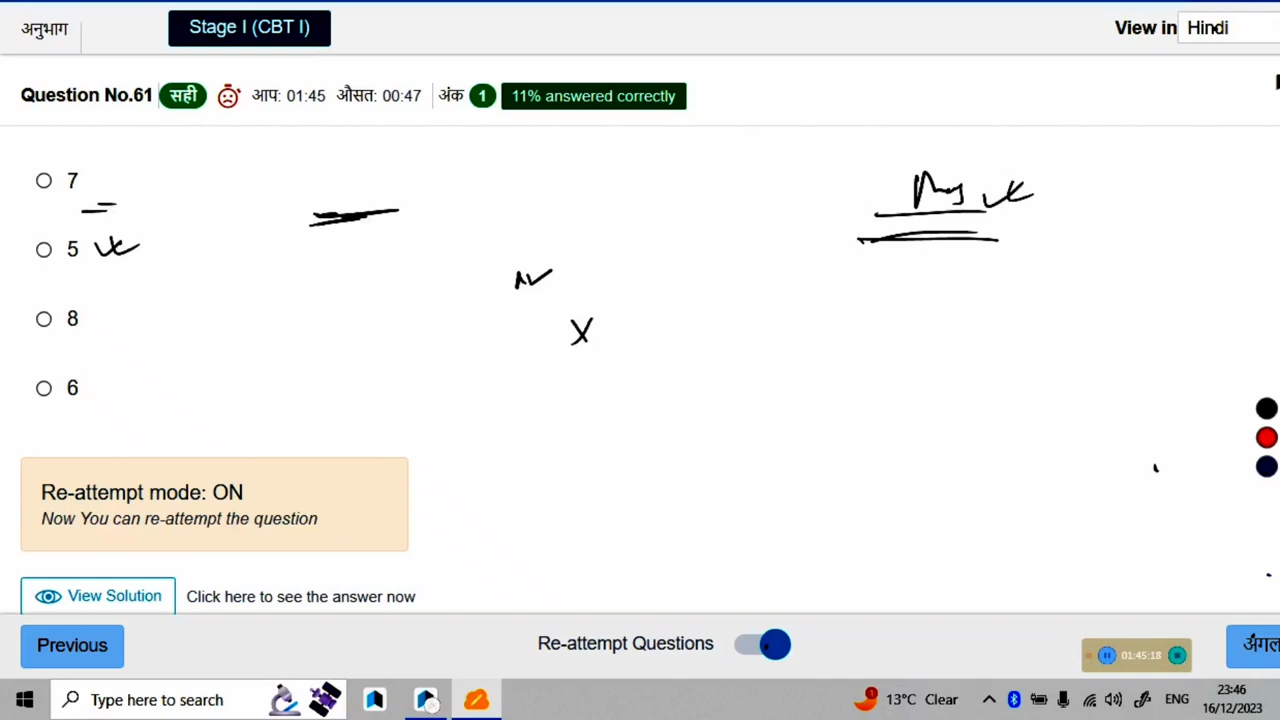 अनुभाग
Stage I (CBT I)
View in Hindi
Question No.61 सही आप: 01:45 औसत: 00:47 अंक 1 11% answered correctly
7
5
8
6
Re-attempt mode: ON
Now You can re-attempt the question
View Solution Click here to see the answer now
Previous Re-attempt Questions 01:45:18
Type here to search 1 13°C Clear ENG 23:46
16/12/2023